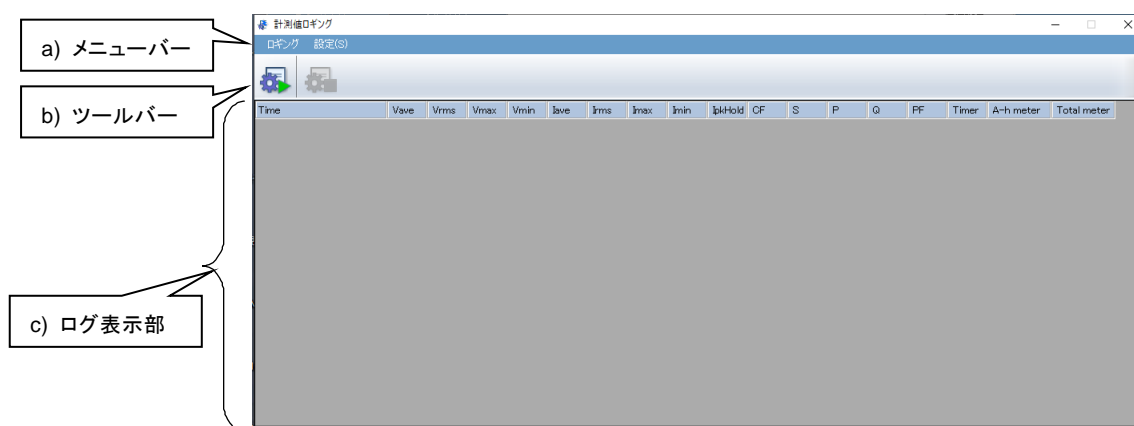 計測値ロギング
ロギング 設定(S)
a) メニューバー
b) ツールバー
Time Vave Vrms Vmax Vmin Iave Irms Imax Imin IpkHold CF S P Q PF Timer A-h meter Total meter
c) ログ表示部